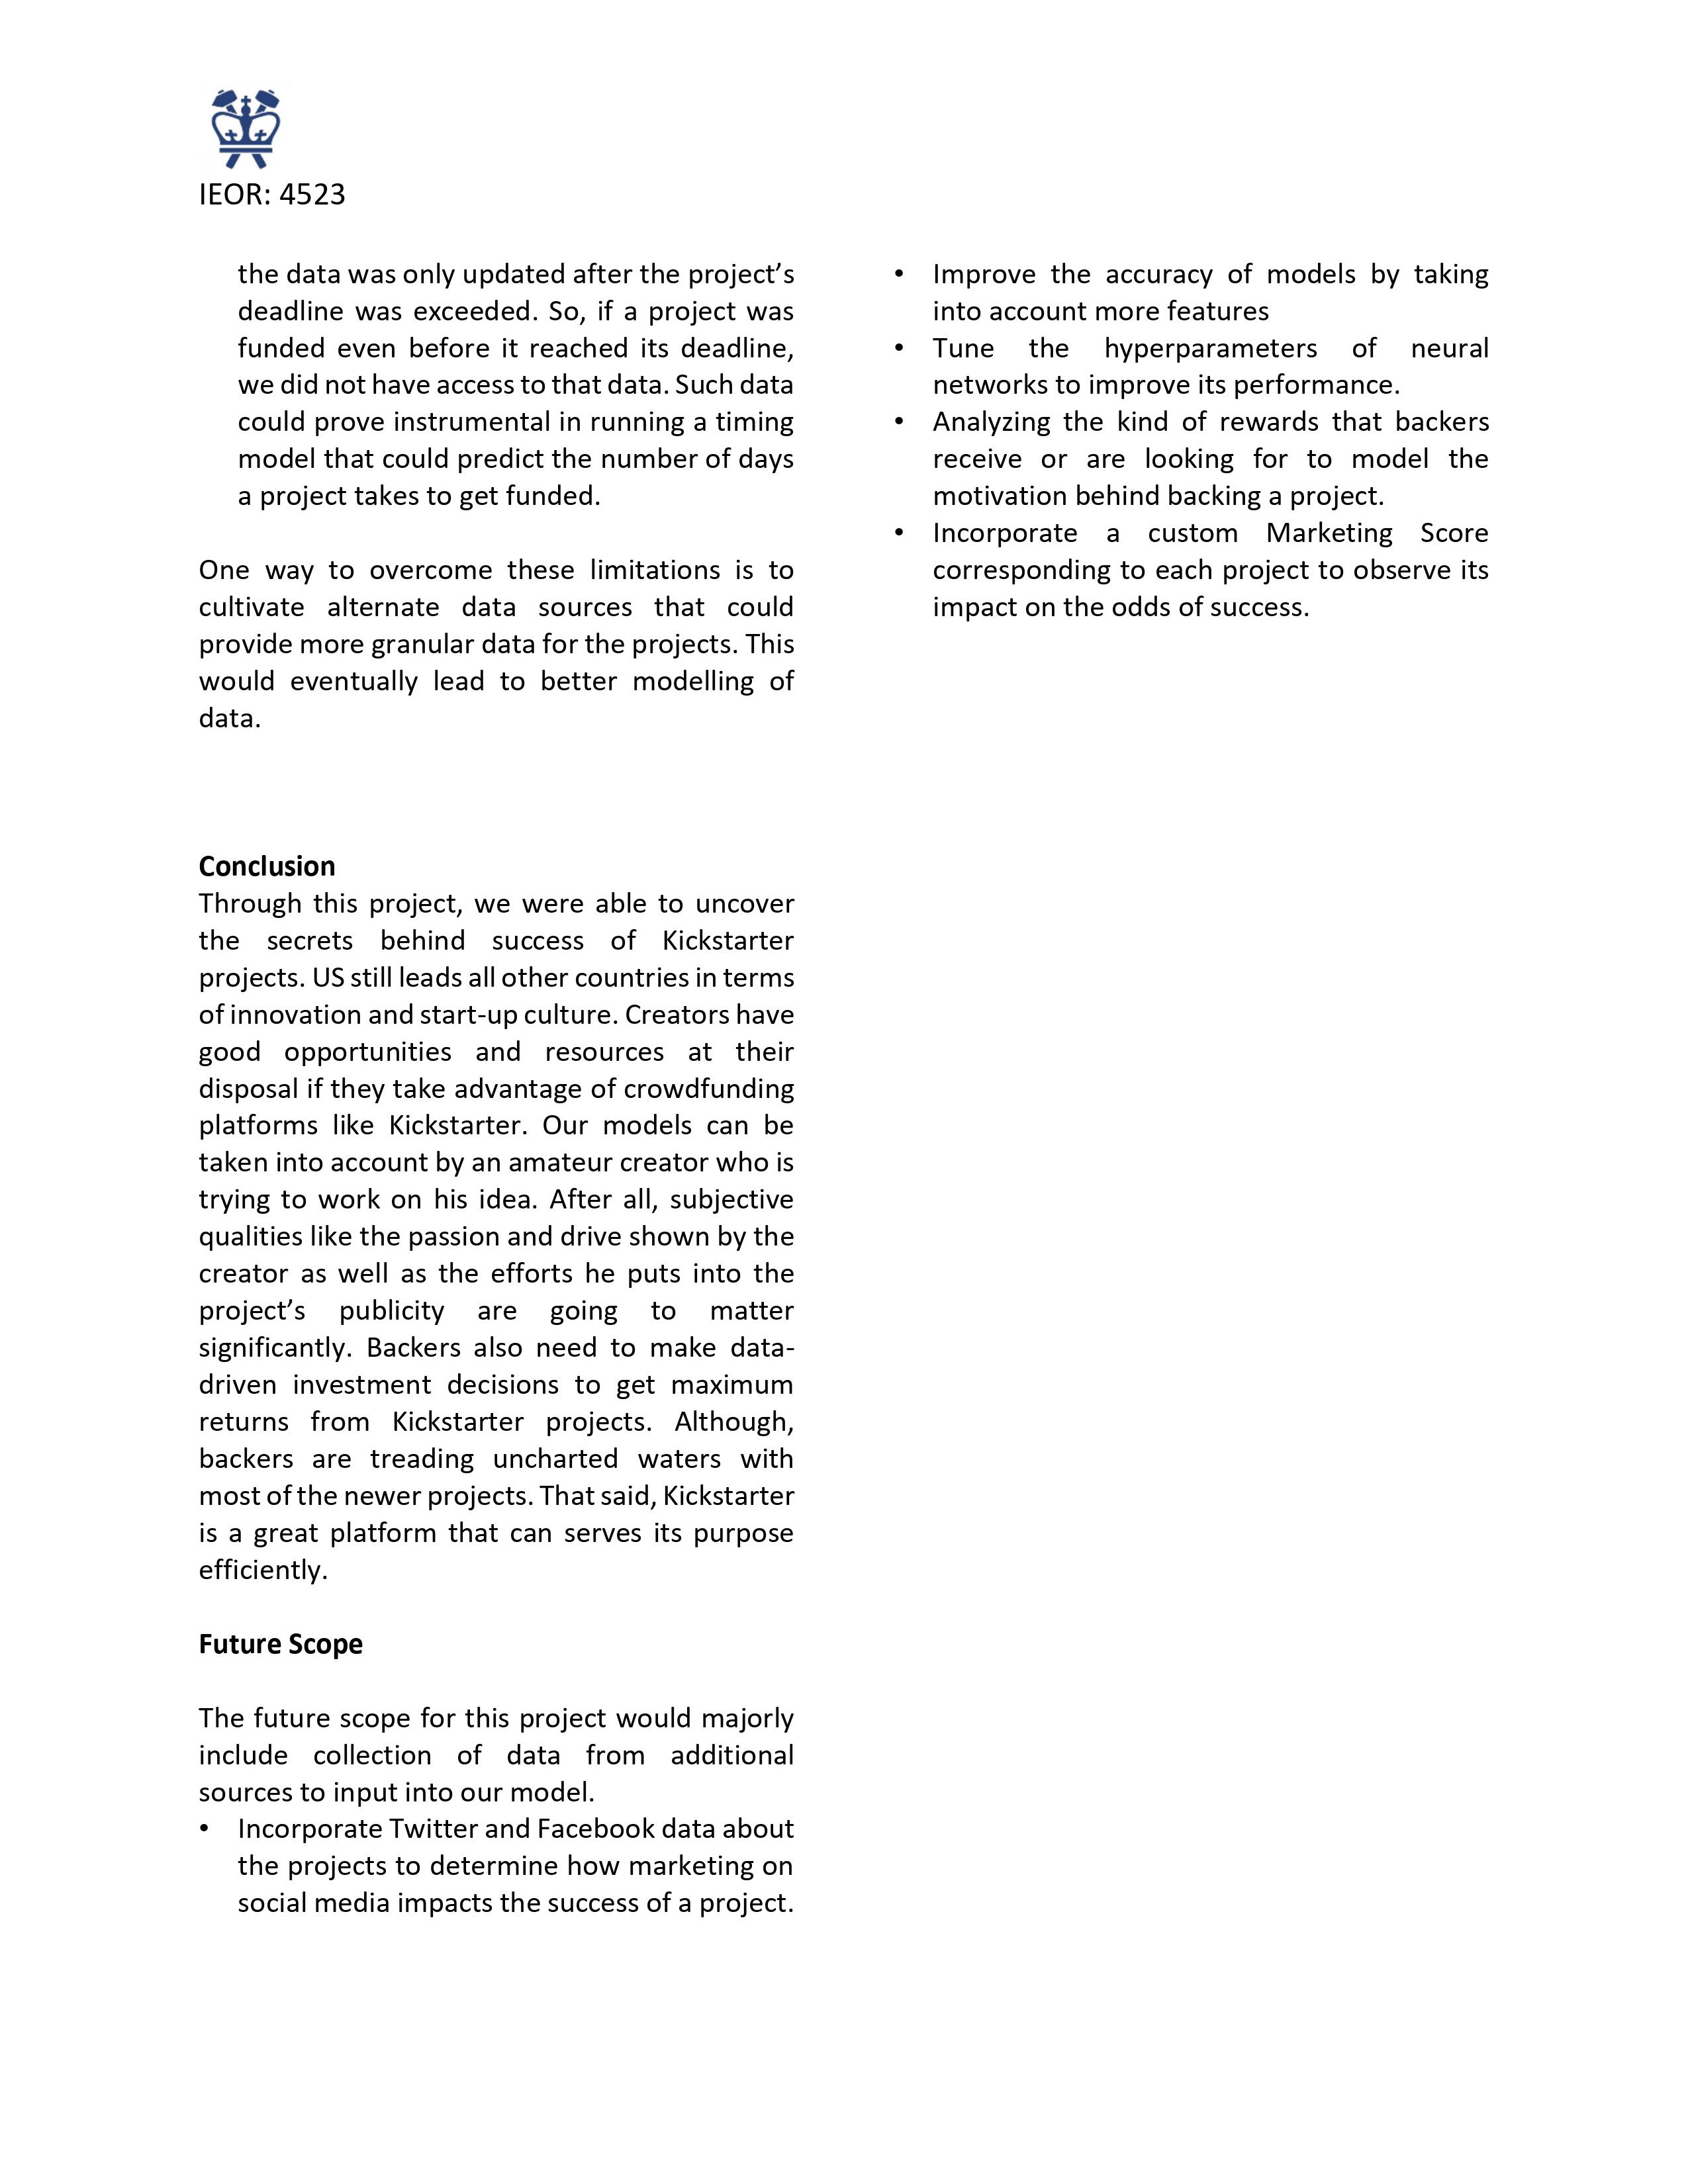 IEOR: 4523
the data was only updated after the project’s
deadline was exceeded. So, if a project was
funded even before it reached its deadline,
we did not have access to that data. Such data
could prove instrumental in running a timing
model that could predict the number of days
a project takes to get funded.
One way to overcome these limitations is to
cultivate alternate data sources that could
provide more granular data for the projects. This
would eventually lead to better modelling of
data.
Conclusion
Through this project, we were able to uncover
the secrets behind success of Kickstarter
projects. US still leads all other countries in terms
of innovation and start-up culture. Creators have
good opportunities and resources at their
disposal if they take advantage of crowdfunding
platforms like Kickstarter. Our models can be
taken into account by an amateur creator who is
trying to work on his idea. After all, subjective
qualities like the passion and drive shown by the
creator as well as the efforts he puts into the
project’s publicity are going to matter
significantly. Backers also need to make data-
driven investment decisions to get maximum
returns from Kickstarter projects. Although,
backers are treading uncharted waters with
most of the newer projects. That said, Kickstarter
is a great platform that can serves its purpose
efficiently.
Future Scope
The future scope for this project would majorly
include collection of data from additional
sources to input into our model.
• Incorporate Twitter and Facebook data about
the projects to determine how marketing on
social media impacts the success of a project.
• Improve the accuracy of models by taking
into account more features
• Tune the hyperparameters of neural
networks to improve its performance.
• Analyzing the kind of rewards that backers
receive or are looking for to model the
motivation behind backing a project.
• Incorporate a custom Marketing Score
corresponding to each project to observe its
impact on the odds of success.